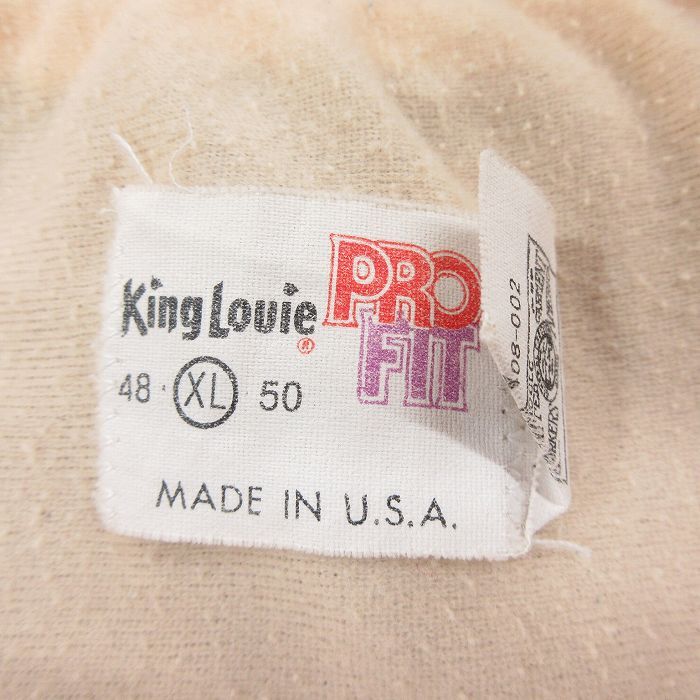 King Louie®
PRO
FIT
48 · XL · 50
MADE IN U.S.A.
08-002